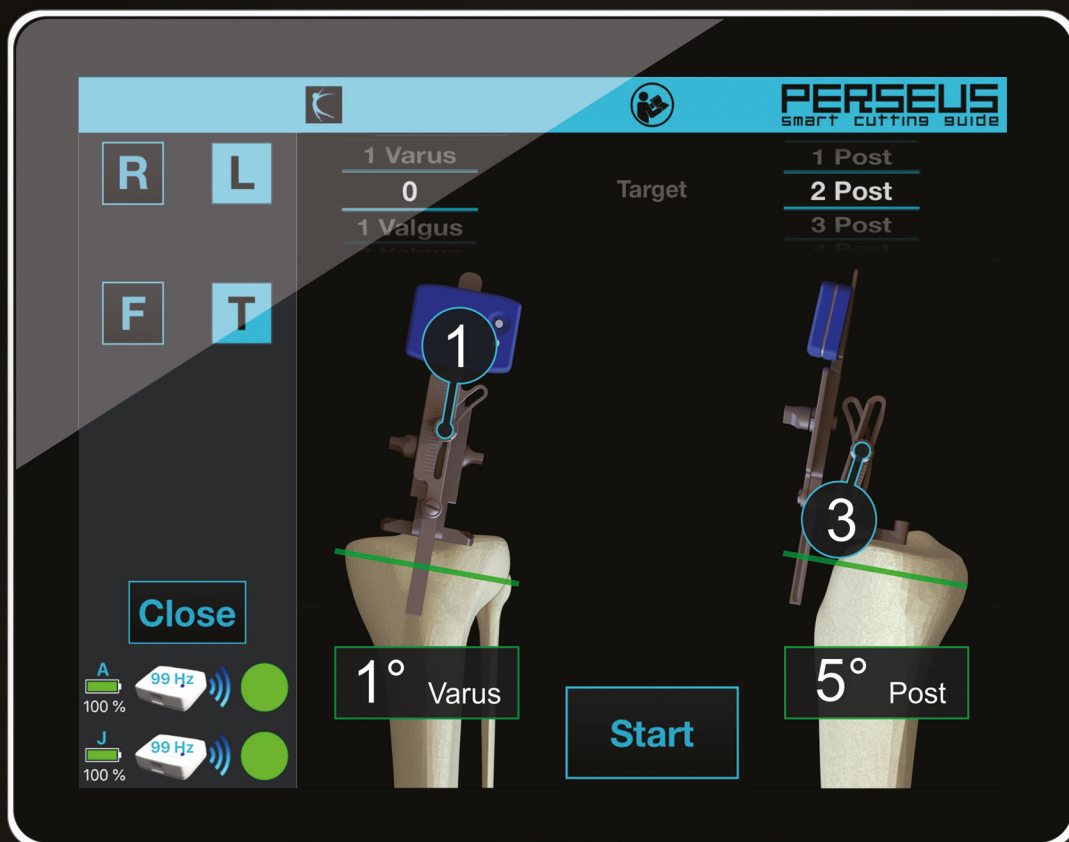 PERSEUS
smart cutting guide
R L
F T
1 Varus
0
1 Valgus
Target
1 Post
2 Post
3 Post
1
3
Close
A
100 %
99 Hz
J
100 %
99 Hz
1° Varus
Start
5° Post